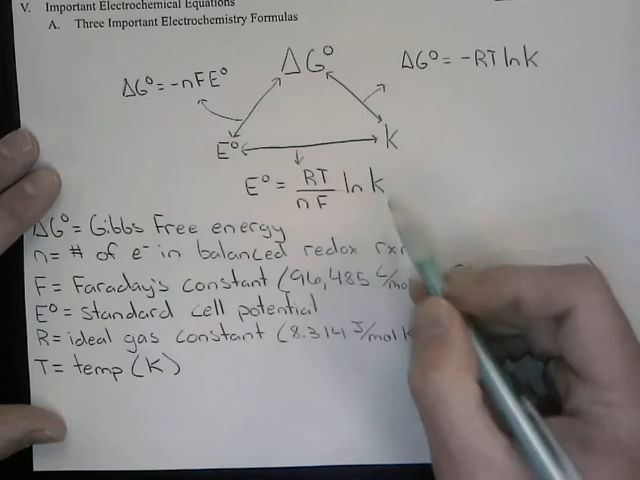 V. Important Electrochemical Equations
A. Three Important Electrochemistry Formulas
ΔG° = -nFE°
ΔG°
ΔG° = -RT ln K
E°
K
E° = RT/nF ln K
ΔG° = Gibbs Free energy
n = # of e⁻ in balanced redox rxn
F = Faraday's constant (96,485 C/mo
E° = Standard cell potential
R = ideal gas constant (8.314 J/mol K
T = temp (K)